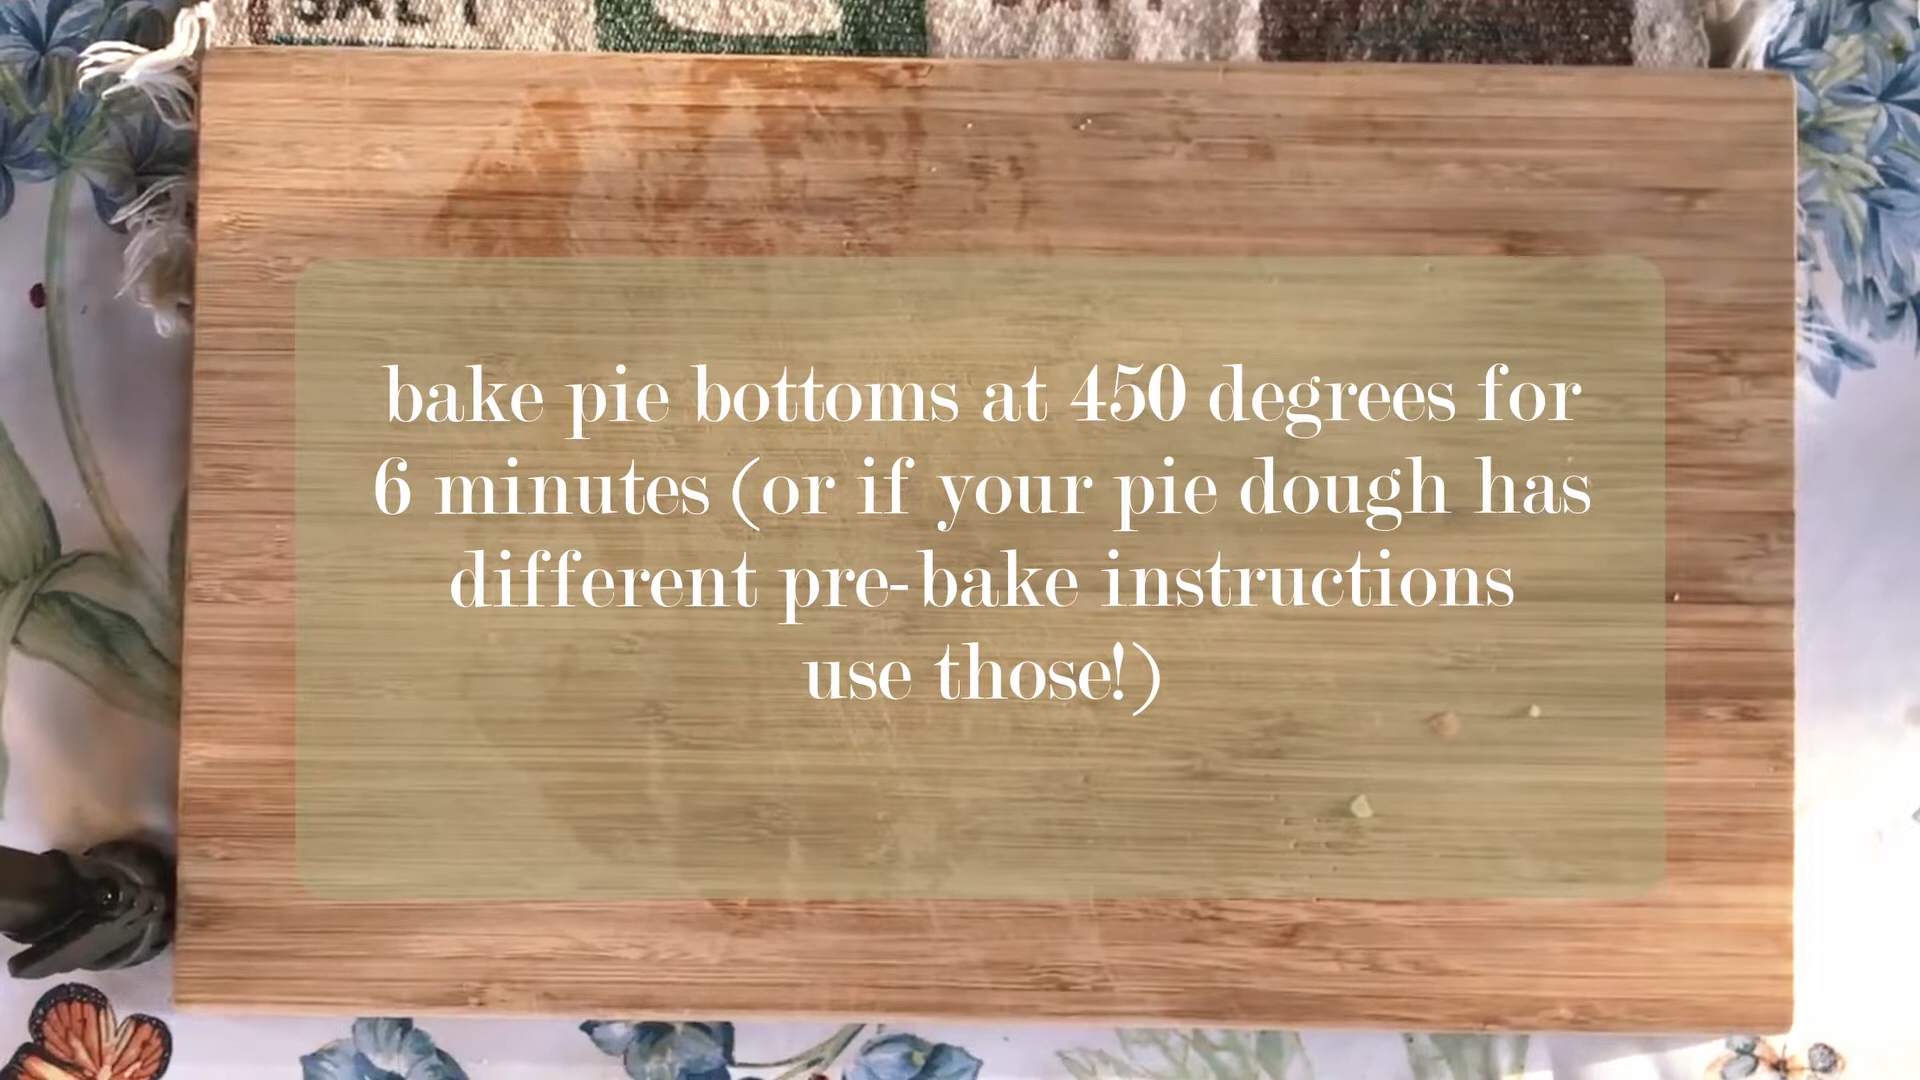 SALT
bake pie bottoms at 450 degrees for
6 minutes (or if your pie dough has
different pre-bake instructions
use those!)